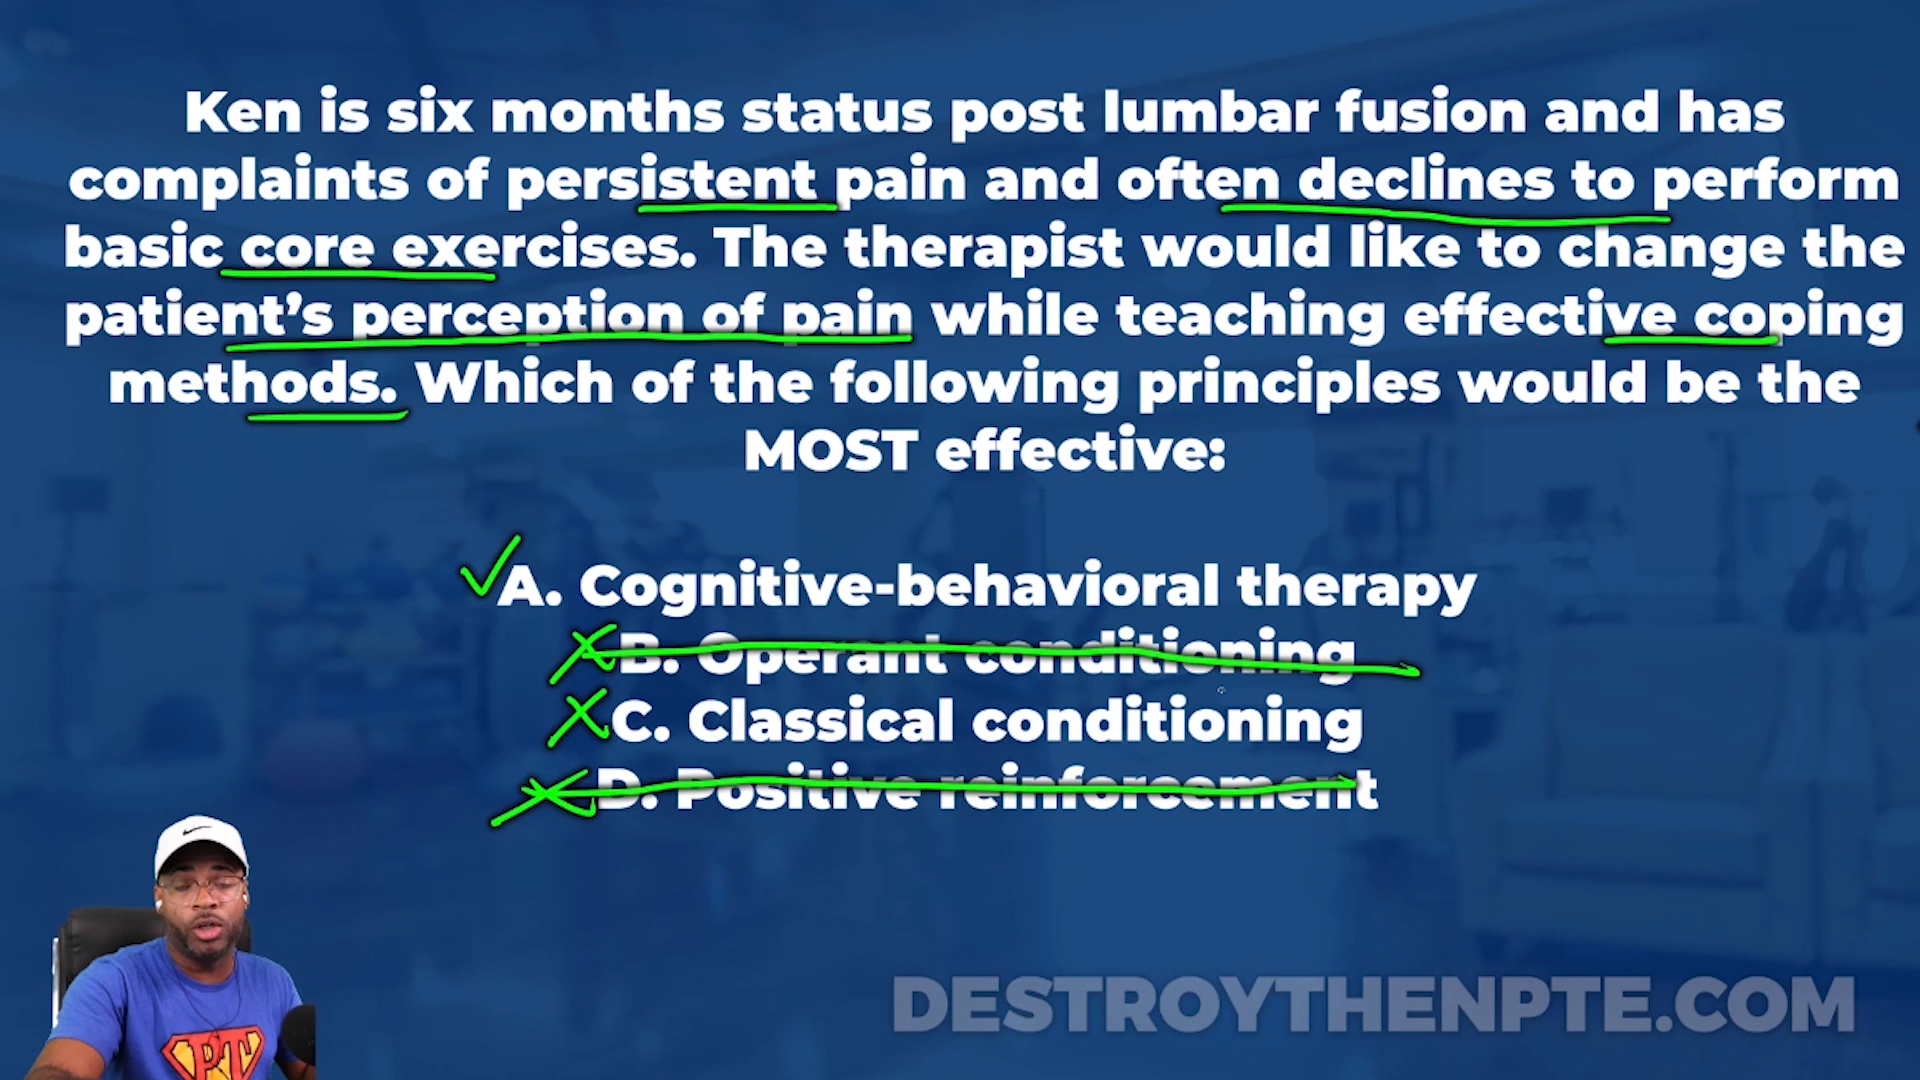 Ken is six months status post lumbar fusion and has
complaints of persistent pain and often declines to perform
basic core exercises. The therapist would like to change the
patient's perception of pain while teaching effective coping
methods. Which of the following principles would be the
MOST effective:
A. Cognitive-behavioral therapy
B. Operant conditioning
C. Classical conditioning
D. Positive reinforcement
PT
DESTROYTHENPTE.COM